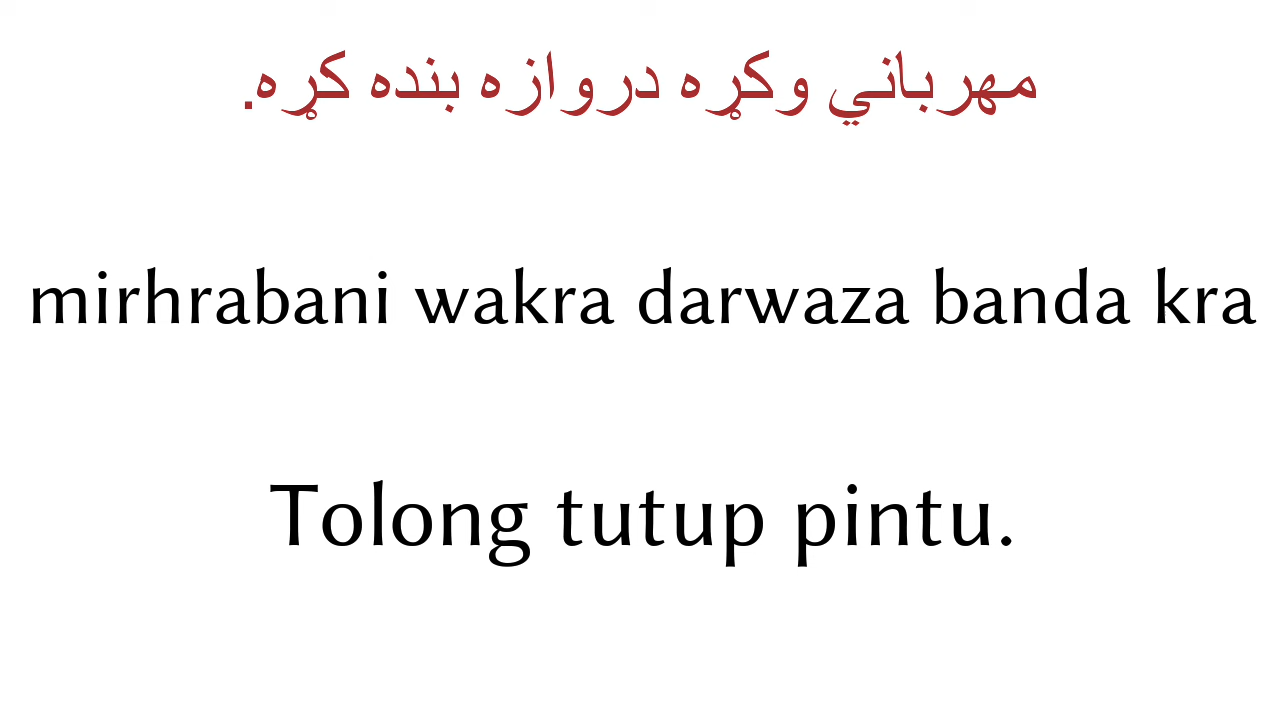 مهرباني وکړه دروازه بنده کړه.
mirhrabani wakra darwaza banda kra
Tolong tutup pintu.